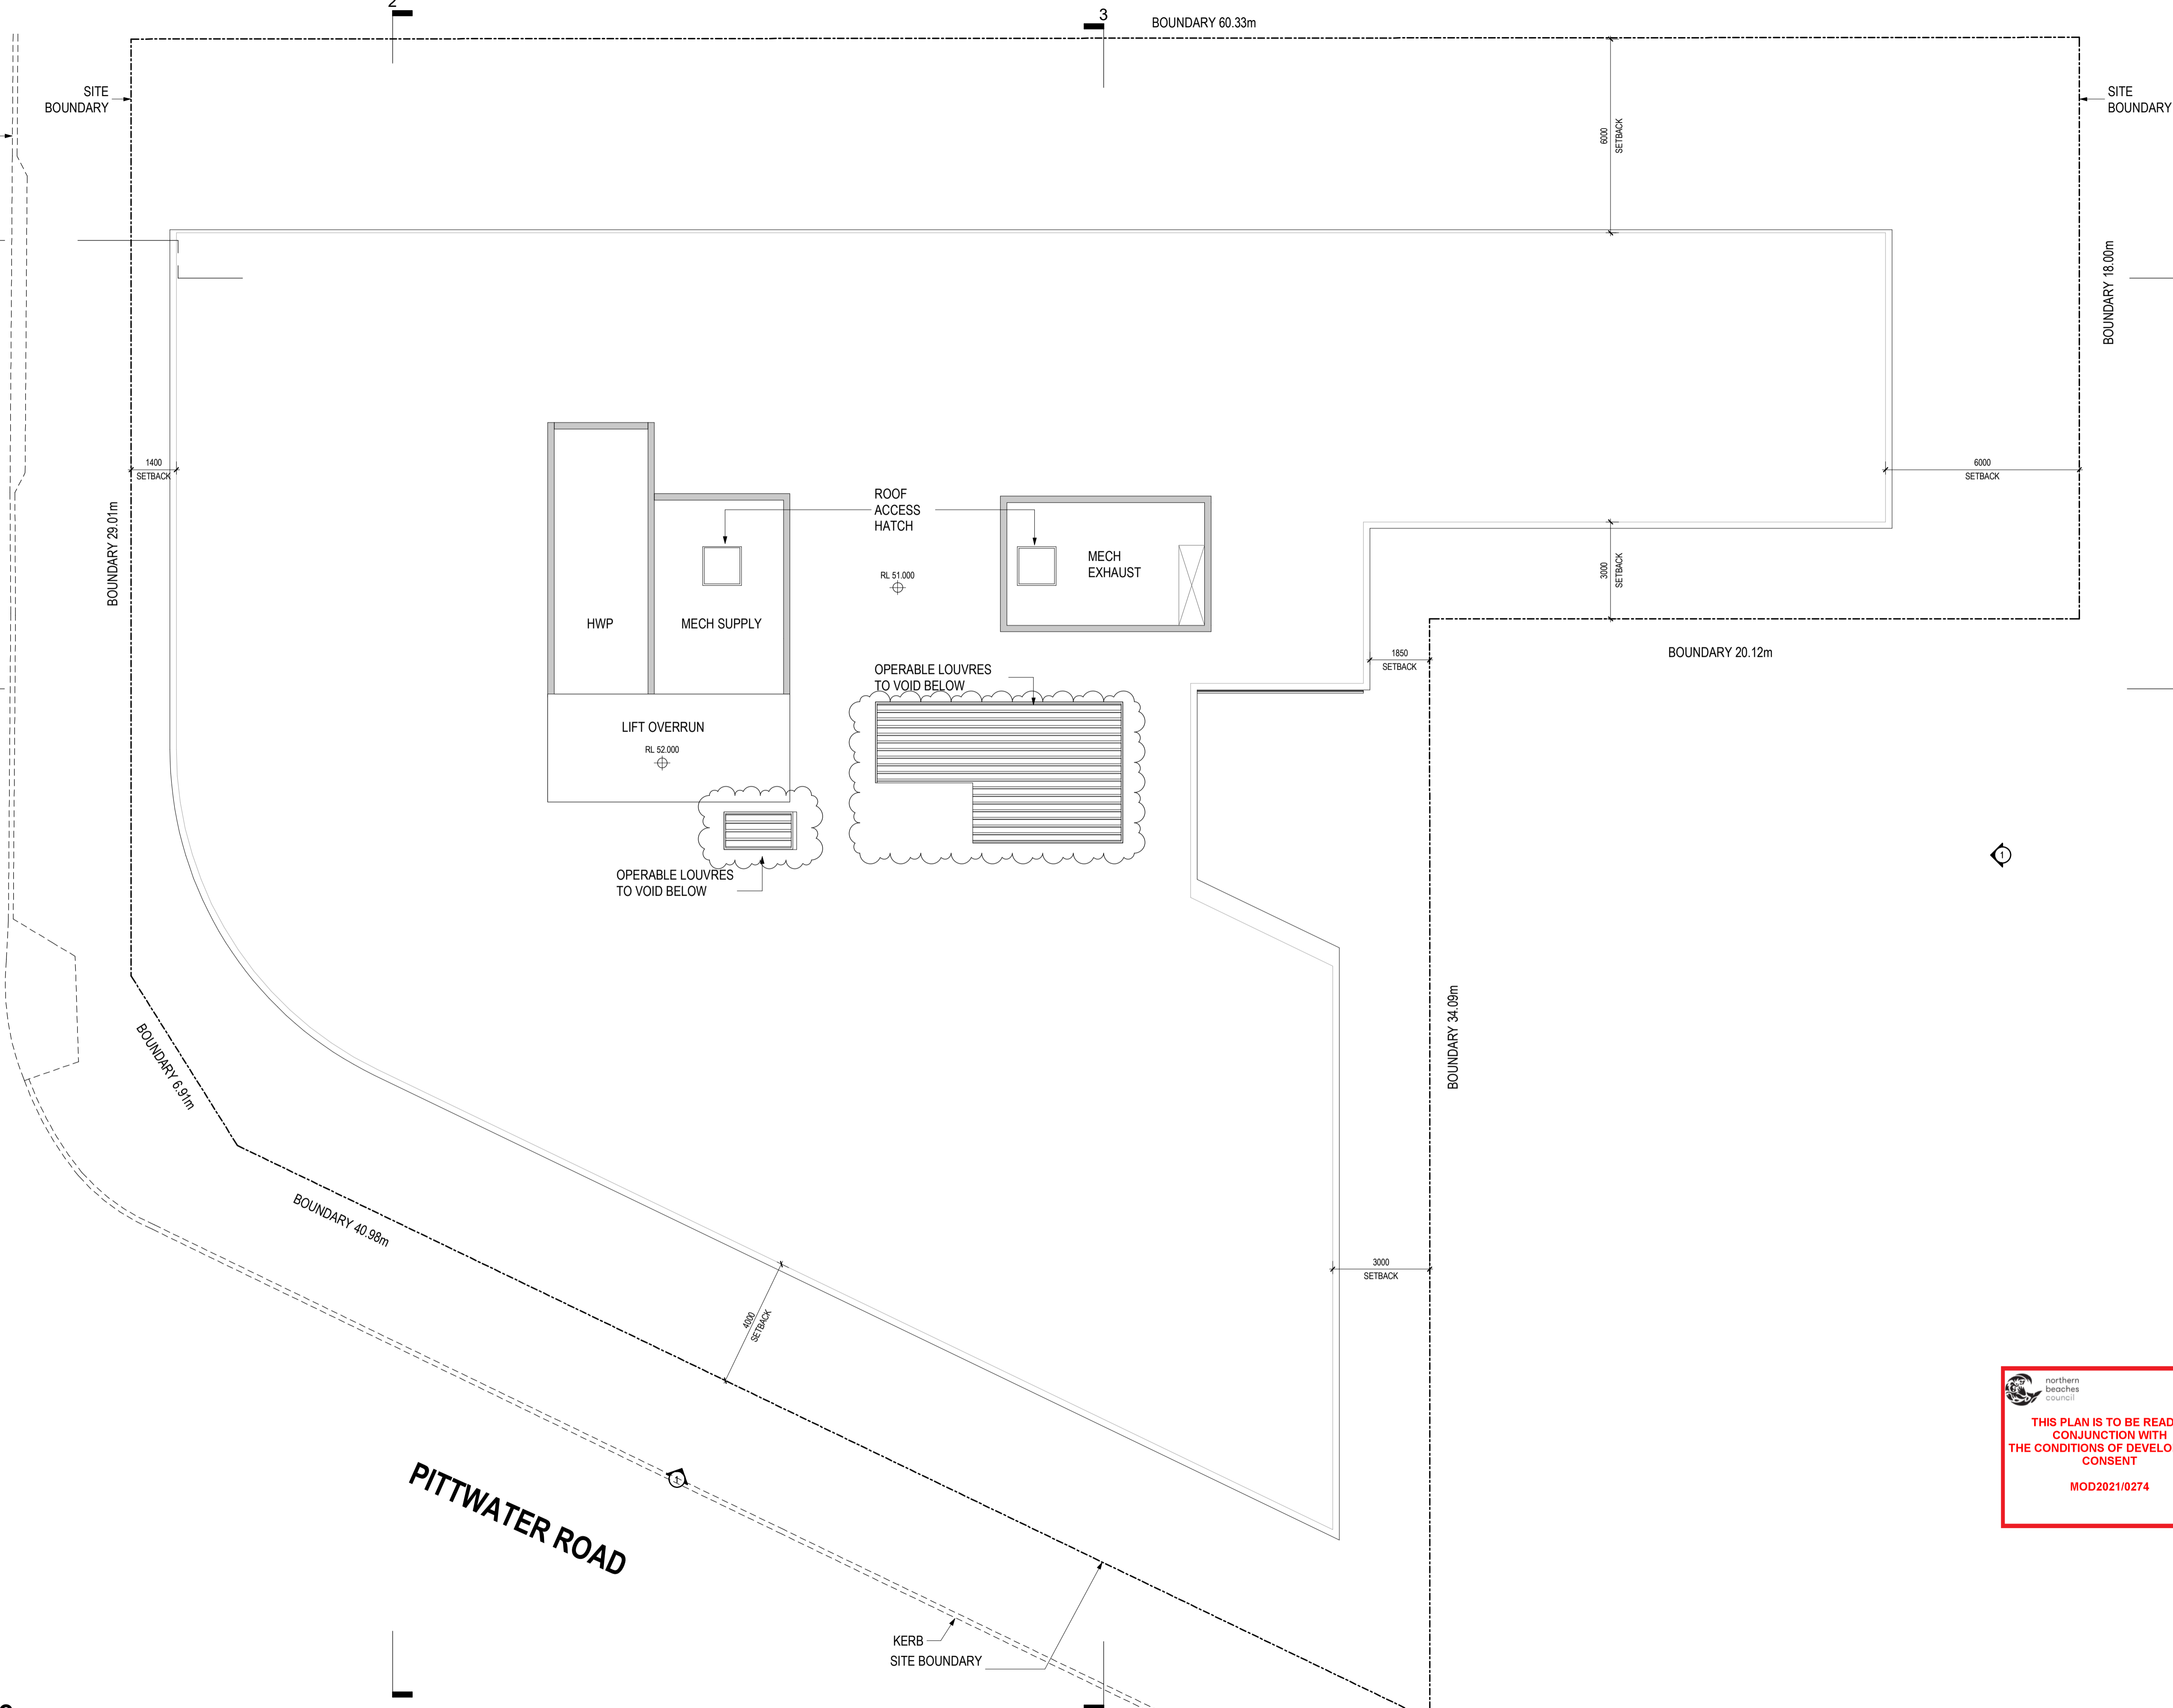 2
3
BOUNDARY 60.33m
SITE
BOUNDARY
SITE
BOUNDARY
6000
SETBACK
BOUNDARY 18.00m
1400
SETBACK
6000
SETBACK
BOUNDARY 29.01m
ROOF
ACCESS
HATCH
MECH
EXHAUST
RL 51.000
3000
SETBACK
HWP
MECH SUPPLY
BOUNDARY 20.12m
1850
SETBACK
OPERABLE LOUVRES
TO VOID BELOW
LIFT OVERRUN
RL 52.000
1
OPERABLE LOUVRES
TO VOID BELOW
BOUNDARY 34.09m
BOUNDARY 6.91m
BOUNDARY 40.98m
3000
SETBACK
4000
SETBACK
northern
beaches
council
THIS PLAN IS TO BE READ
CONJUNCTION WITH
THE CONDITIONS OF DEVELO
CONSENT
MOD2021/0274
PITTWATER ROAD
1
KERB
SITE BOUNDARY